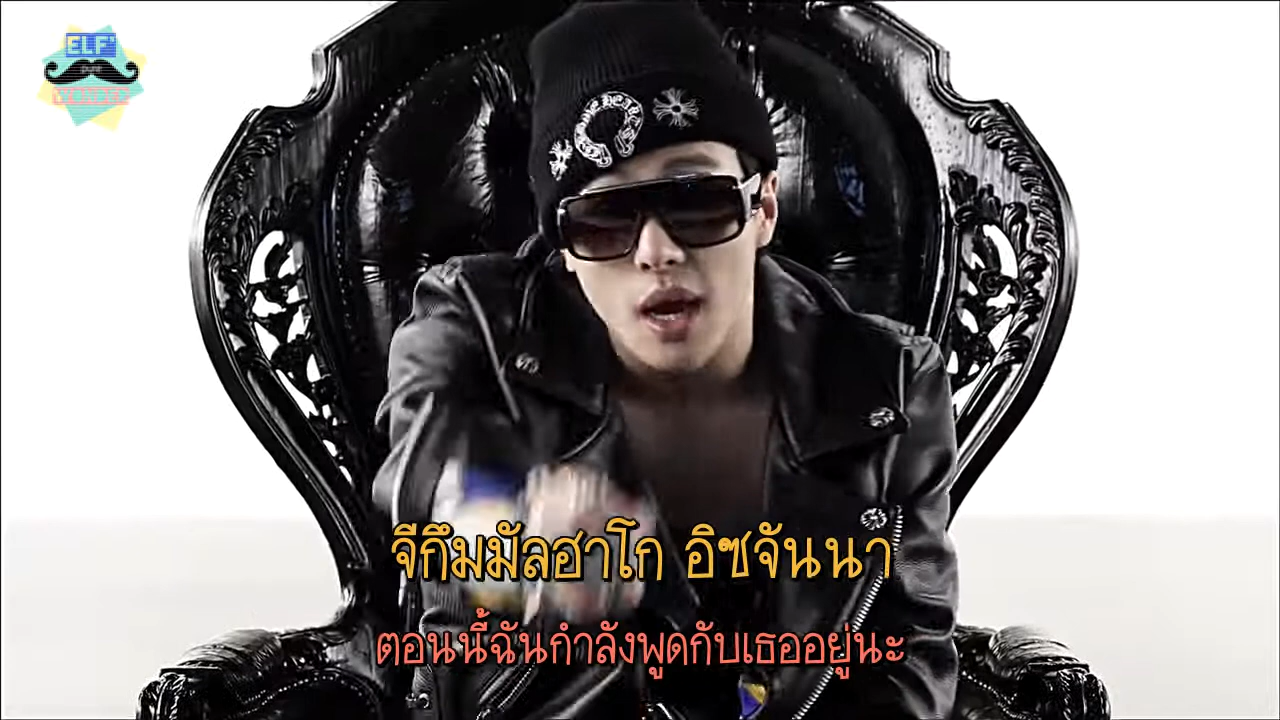 ELF'
จีกึมมัลฮาโก อิซจันนา
ตอนนี้ฉันกำลังพูดกับเธออยู่นะ